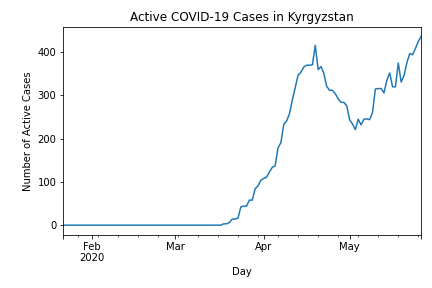 Active COVID-19 Cases in Kyrgyzstan
Number of Active Cases
400
300
200
100
0
Feb
2020
Mar
Apr
May
Day